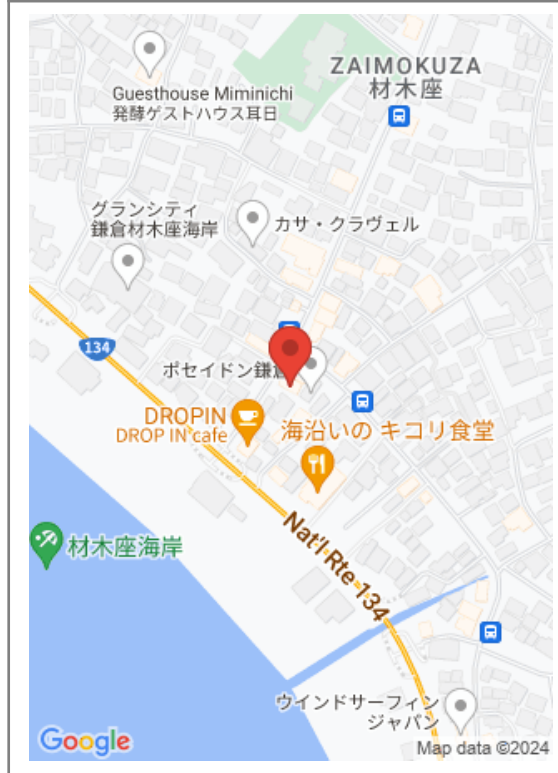 ZAIMOKUZA
材木座
Guesthouse Miminichi
発酵ゲストハウス耳日
グランシティ
鎌倉材木座海岸
カサ・クラヴェル
134
ポセイドン鎌倉
DROPIN
DROP IN cafe
海沿いの キコリ食堂
Nat'l Rte 134
材木座海岸
ウインドサーフィン
ジャパン
Google
Map data ©2024